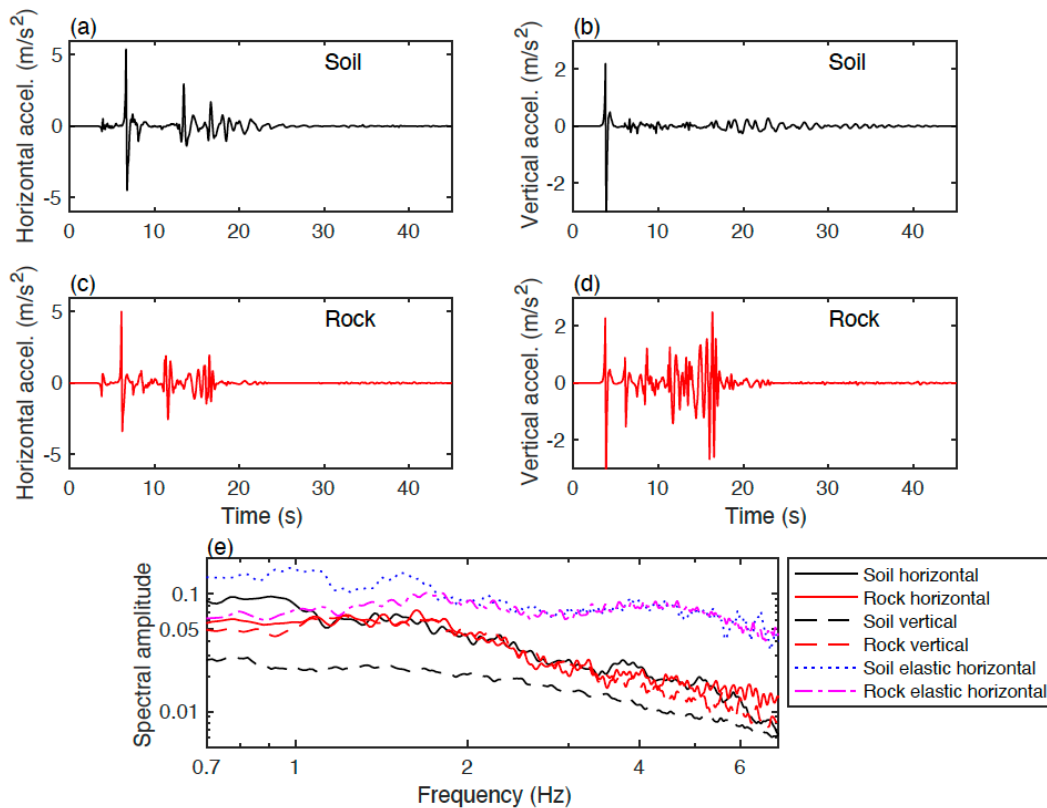 (a)
(b)
Horizontal accel. (m/s²)
Vertical accel. (m/s²)
Soil
Soil
5
0
-5
2
0
-2
0 10 20 30 40
0 10 20 30 40
(c)
(d)
Horizontal accel. (m/s²)
Vertical accel. (m/s²)
Rock
Rock
5
0
-5
2
0
-2
0 10 20 30 40
0 10 20 30 40
Time (s)
Time (s)
(e)
Spectral amplitude
0.1
0.05
0.01
0.7 1 2 4 6
Frequency (Hz)
Soil horizontal
Rock horizontal
Soil vertical
Rock vertical
Soil elastic horizontal
Rock elastic horizontal